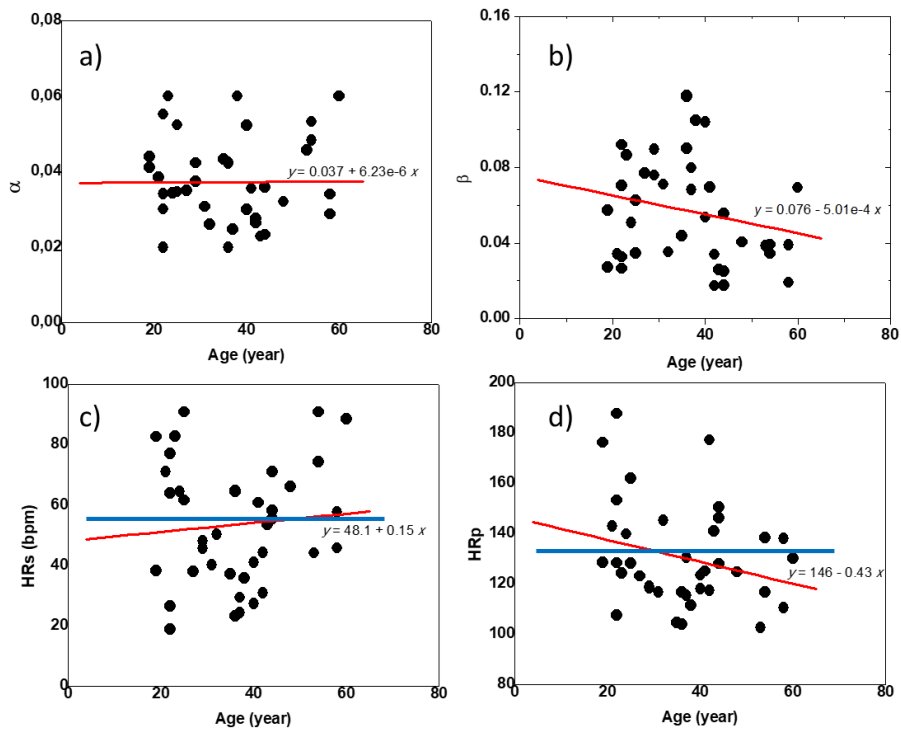 a)
0,08
0,06
0,04
0,02
0,00
α
y = 0.037 + 6.23e-6 x
0 20 40 60 80
Age (year)
b)
0.16
0.12
0.08
0.04
0.00
β
y = 0.076 - 5.01e-4 x
0 20 40 60 80
Age (year)
c)
100
80
60
40
20
0
HRs (bpm)
y = 48.1 + 0.15 x
0 20 40 60 80
Age (year)
d)
200
180
160
140
120
100
80
HRp
y = 146 - 0.43 x
0 20 40 60 80
Age (year)